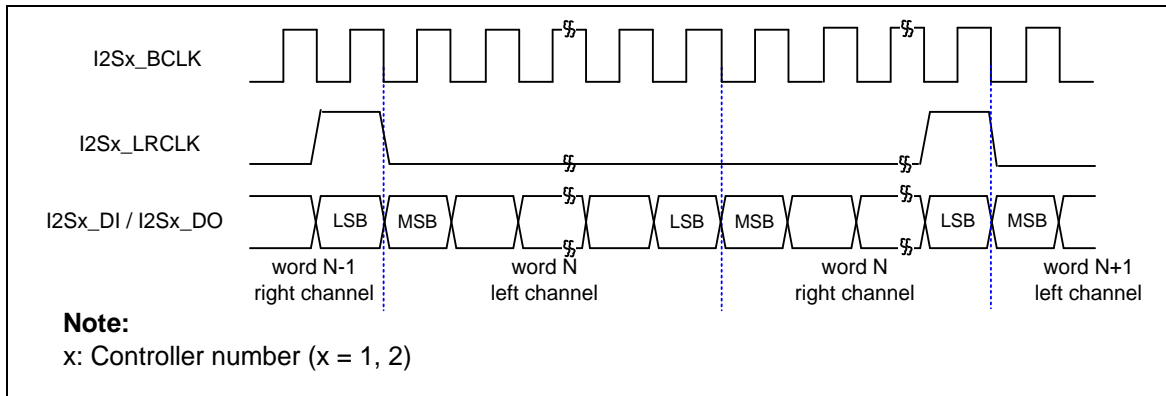 I2Sx_BCLK
I2Sx_LRCLK
I2Sx_DI / I2Sx_DO
LSB MSB LSB MSB LSB MSB
word N-1 word N word N word N+1
right channel left channel right channel left channel
Note:
x: Controller number (x = 1, 2)